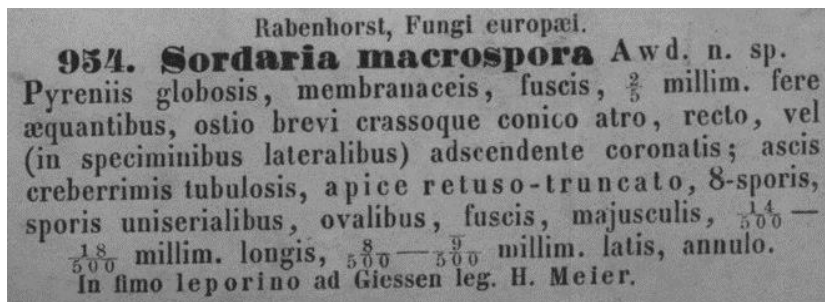 Rabenhorst, Fungi europæi.
954. Sordaria macrospora Awd. n. sp.
Pyreniis globosis, membranaceis, fuscis, 2/5 millim. fere
æquantibus, ostio brevi crassoque conico atro, recto, vel
(in speciminibus lateralibus) adscendente coronatis; ascis
creberrimis tubulosis, apice retuso-truncato, 8-sporis,
sporis uniserialibus, ovalibus, fuscis, majusculis, 14/500—
18/500 millim. longis, 8/500—9/500 millim. latis, annulo.
In fimo leporino ad Giessen leg. H. Meier.